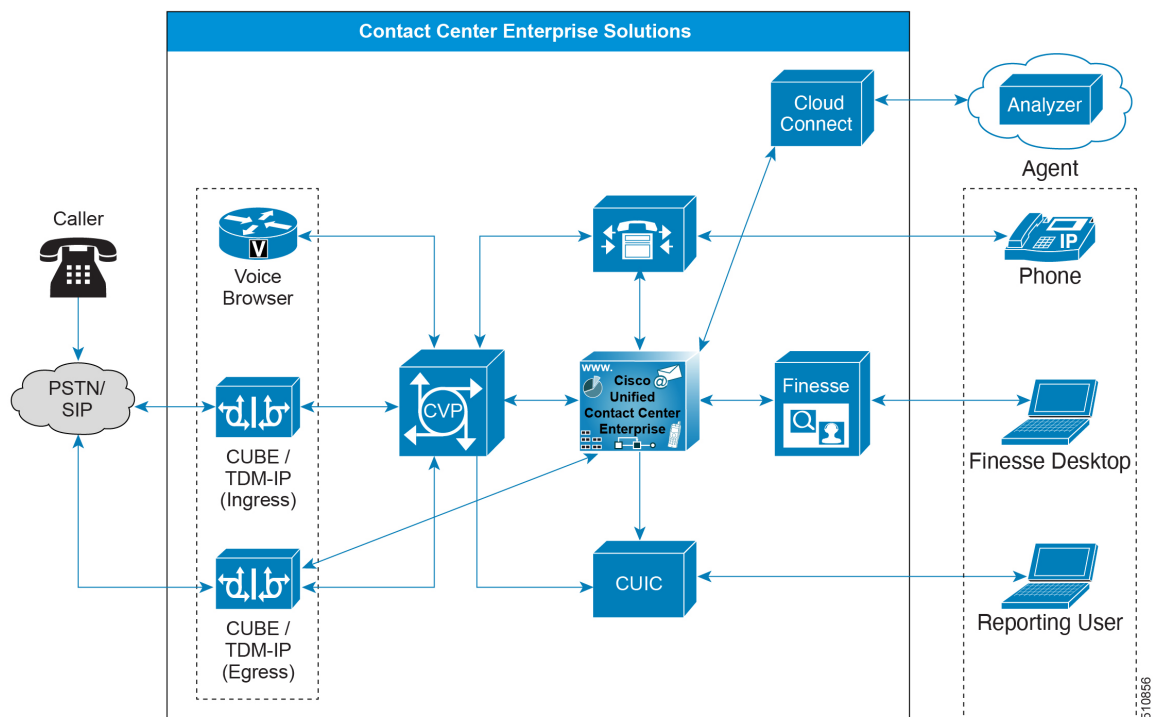 Contact Center Enterprise Solutions
Cloud
Connect
Analyzer
Agent
Caller
V
Voice
Browser
IP
Phone
PSTN/
SIP
CUBE /
TDM-IP
(Ingress)
CVP
www.
@
Cisco
Unified
Contact Center
Enterprise
Finesse
Finesse Desktop
CUBE /
TDM-IP
(Egress)
CUIC
Reporting User
510856